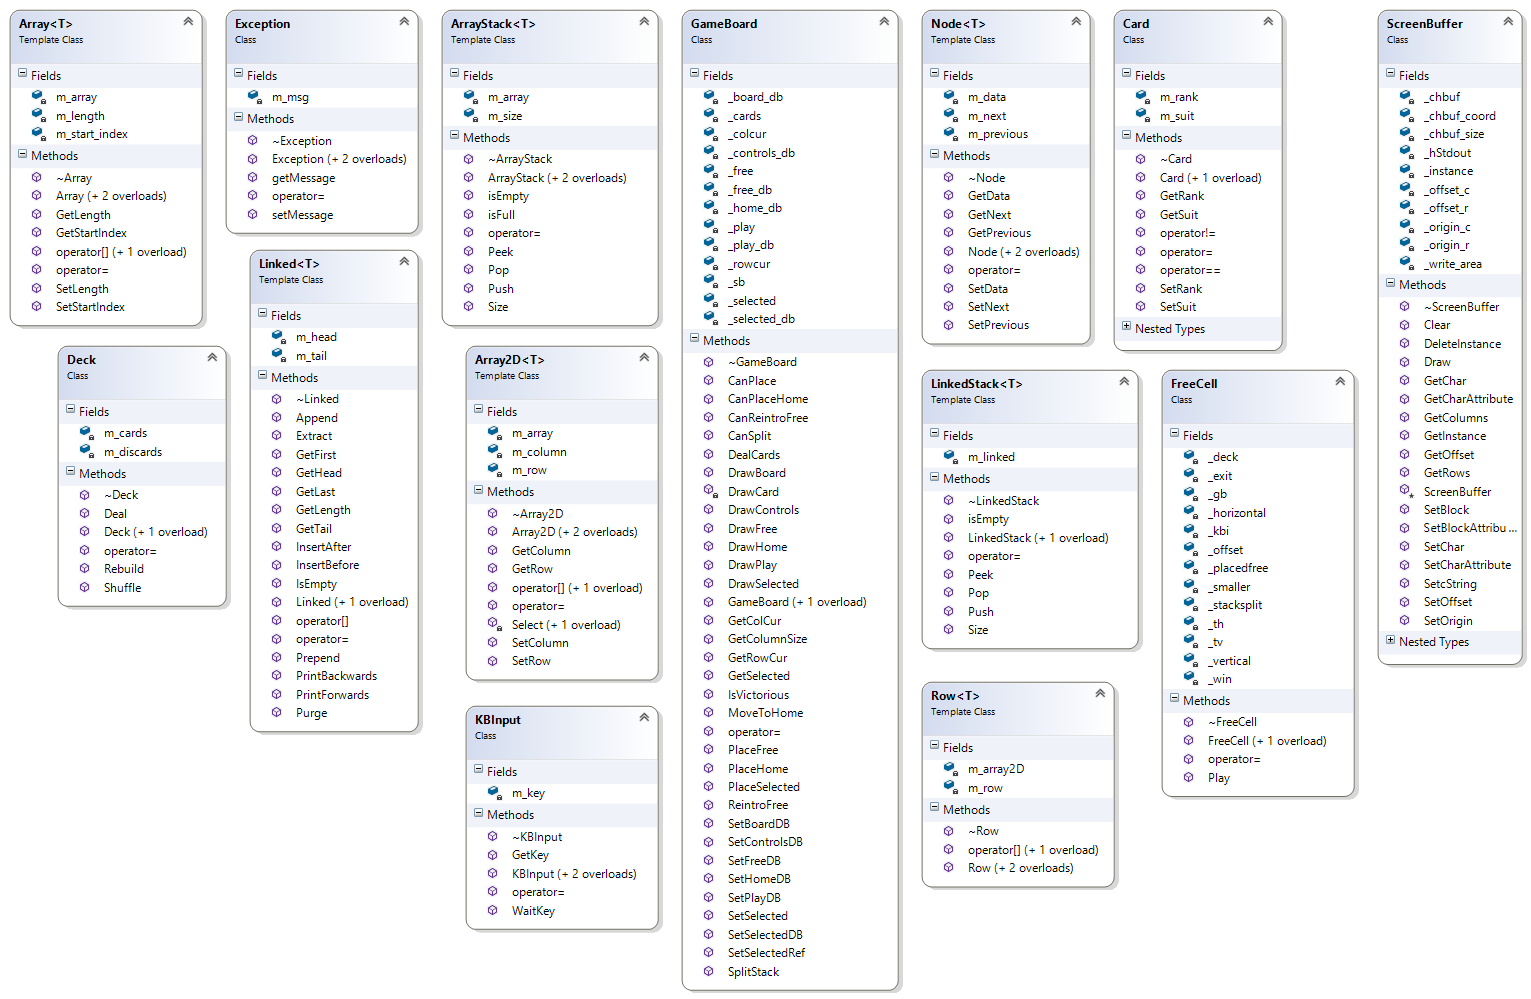 Array<T>
Template Class
Fields
m_array
m_length
m_start_index
Methods
~Array
Array (+ 2 overloads)
GetLength
GetStartIndex
operator[] (+ 1 overload)
operator=
SetLength
SetStartIndex
Exception
Class
Fields
m_msg
Methods
~Exception
Exception (+ 2 overloads)
getMessage
operator=
setMessage
ArrayStack<T>
Template Class
Fields
m_array
m_size
Methods
~ArrayStack
ArrayStack (+ 2 overloads)
isEmpty
isFull
operator=
Peek
Pop
Push
Size
GameBoard
Class
Fields
_board_db
_cards
_colcur
_controls_db
_free
_free_db
_home_db
_play
_play_db
_rowcur
_sb
_selected
_selected_db
Methods
~GameBoard
CanPlace
CanPlaceHome
CanReintroFree
CanSplit
DealCards
DrawBoard
DrawCard
DrawControls
DrawFree
DrawHome
DrawPlay
DrawSelected
GameBoard (+ 1 overload)
GetColCur
GetColumnSize
GetRowCur
GetSelected
IsVictorious
MoveToHome
operator=
PlaceFree
PlaceHome
PlaceSelected
ReintroFree
SetBoardDB
SetControlsDB
SetFreeDB
SetHomeDB
SetPlayDB
SetSelected
SetSelectedDB
SetSelectedRef
SplitStack
Node<T>
Template Class
Fields
m_data
m_next
m_previous
Methods
~Node
GetData
GetNext
GetPrevious
Node (+ 2 overloads)
operator=
SetData
SetNext
SetPrevious
Card
Class
Fields
m_rank
m_suit
Methods
~Card
Card (+ 1 overload)
GetRank
GetSuit
operator!=
operator=
operator==
SetRank
SetSuit
Nested Types
ScreenBuffer
Class
Fields
_chbuf
_chbuf_coord
_chbuf_size
_hStdout
_instance
_offset_c
_offset_r
_origin_c
_origin_r
_write_area
Methods
~ScreenBuffer
Clear
DeleteInstance
Draw
GetChar
GetCharAttribute
GetColumns
GetInstance
GetOffset
GetRows
ScreenBuffer
SetBlock
SetBlockAttribu...
SetChar
SetCharAttribute
SetcString
SetOffset
SetOrigin
Nested Types
Linked<T>
Template Class
Fields
m_head
m_tail
Methods
~Linked
Append
Extract
GetFirst
GetHead
GetLast
GetLength
GetTail
InsertAfter
InsertBefore
IsEmpty
Linked (+ 1 overload)
operator[]
operator=
Prepend
PrintBackwards
PrintForwards
Purge
Deck
Class
Fields
m_cards
m_discards
Methods
~Deck
Deal
Deck (+ 1 overload)
operator=
Rebuild
Shuffle
Array2D<T>
Template Class
Fields
m_array
m_column
m_row
Methods
~Array2D
Array2D (+ 2 overloads)
GetColumn
GetRow
operator[] (+ 1 overload)
operator=
Select (+ 1 overload)
SetColumn
SetRow
LinkedStack<T>
Template Class
Fields
m_linked
Methods
~LinkedStack
isEmpty
LinkedStack (+ 1 overload)
operator=
Peek
Pop
Push
Size
FreeCell
Class
Fields
_deck
_exit
_gb
_horizontal
_kbi
_offset
_placedfree
_smaller
_stacksplit
_th
_tv
_vertical
_win
Methods
~FreeCell
FreeCell (+ 1 overload)
operator=
Play
Row<T>
Template Class
Fields
m_array2D
m_row
Methods
~Row
operator[] (+ 1 overload)
Row (+ 2 overloads)
KBInput
Class
Fields
m_key
Methods
~KBInput
GetKey
KBInput (+ 2 overloads)
operator=
WaitKey